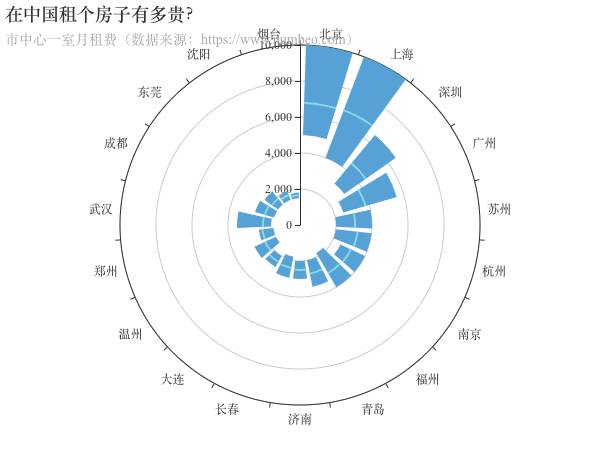 在中国租个房子有多贵?
市中心一室月租费（数据来源：https://www.numbeo.com）
烟台
北京
沈阳
上海
东莞
深圳
成都
广州
武汉
苏州
郑州
杭州
温州
南京
大连
福州
长春
青岛
济南
10,000
8,000
6,000
4,000
2,000
0